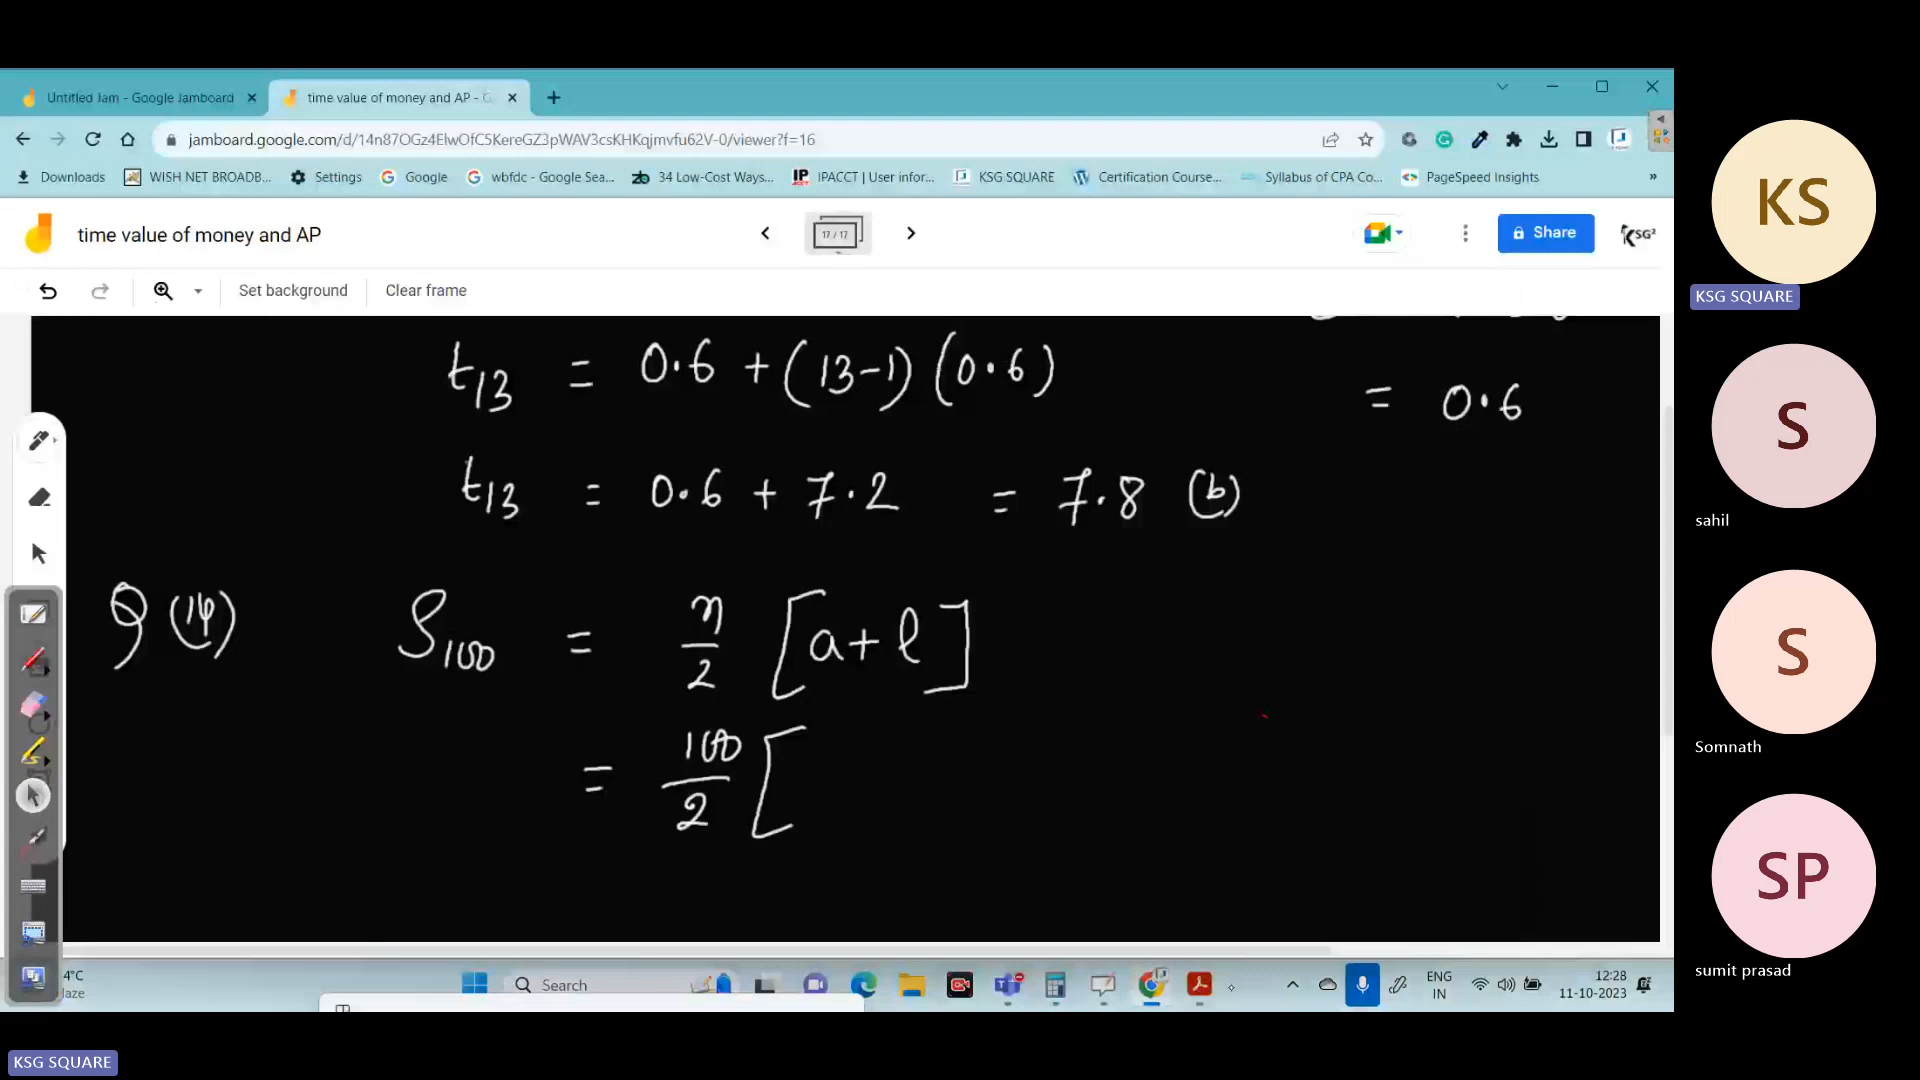 Untitled Jam - Google Jamboard
time value of money and AP - G
jamboard.google.com/d/14n87OGz4ElwOfC5KereGZ3pWAV3csKHKqjmvfu62V-0/viewer?f=16
Downloads WISH NET BROADB... Settings Google wbfdc - Google Sea... 34 Low-Cost Ways... IPACCT | User infor... KSG SQUARE Certification Course... Syllabus of CPA Co... PageSpeed Insights »
time value of money and AP
17 / 17
Share
KSG²
Set background Clear frame
t13 = 0.6 + (13-1) (0.6)
= 0.6
t13 = 0.6 + 7.2 = 7.8 (b)
Q (14) S100 = n/2 [a+l]
= 100/2 [
KS
KSG SQUARE
S
sahil
S
Somnath
SP
sumit prasad
4°C
laze
Search
ENG
IN
12:28
11-10-2023
KSG SQUARE